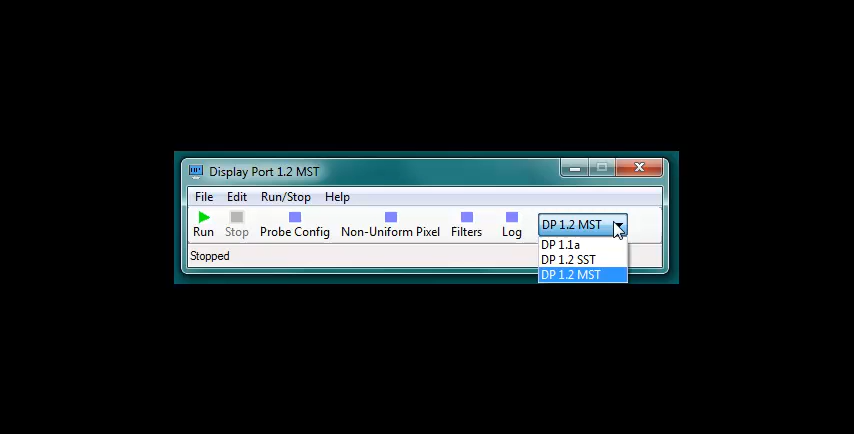 Display Port 1.2 MST
File Edit Run/Stop Help
Run Stop Probe Config Non-Uniform Pixel Filters Log DP 1.2 MST
DP 1.1a
Stopped
DP 1.2 SST
DP 1.2 MST